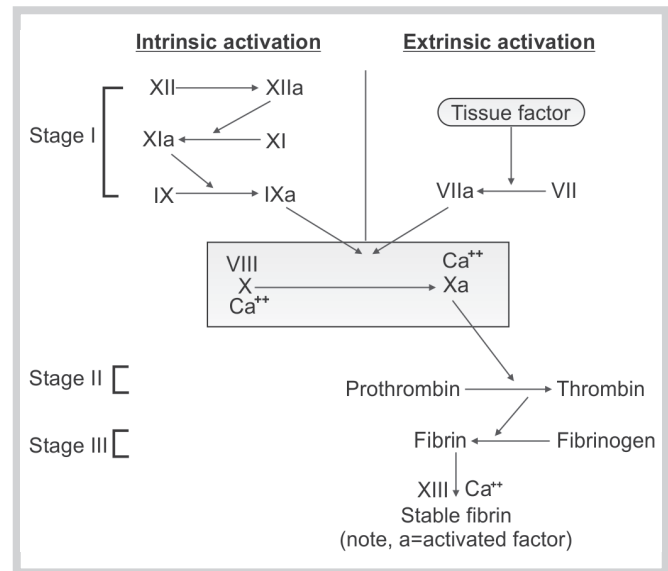 Intrinsic activation
Extrinsic activation
Stage I
XII XIIa
Tissue factor
XIa XI
IX IXa
VIIa VII
VIII
X
Ca++
Ca++
Xa
Stage II
Prothrombin Thrombin
Stage III
Fibrin Fibrinogen
XIII Ca++
Stable fibrin
(note, a=activated factor)